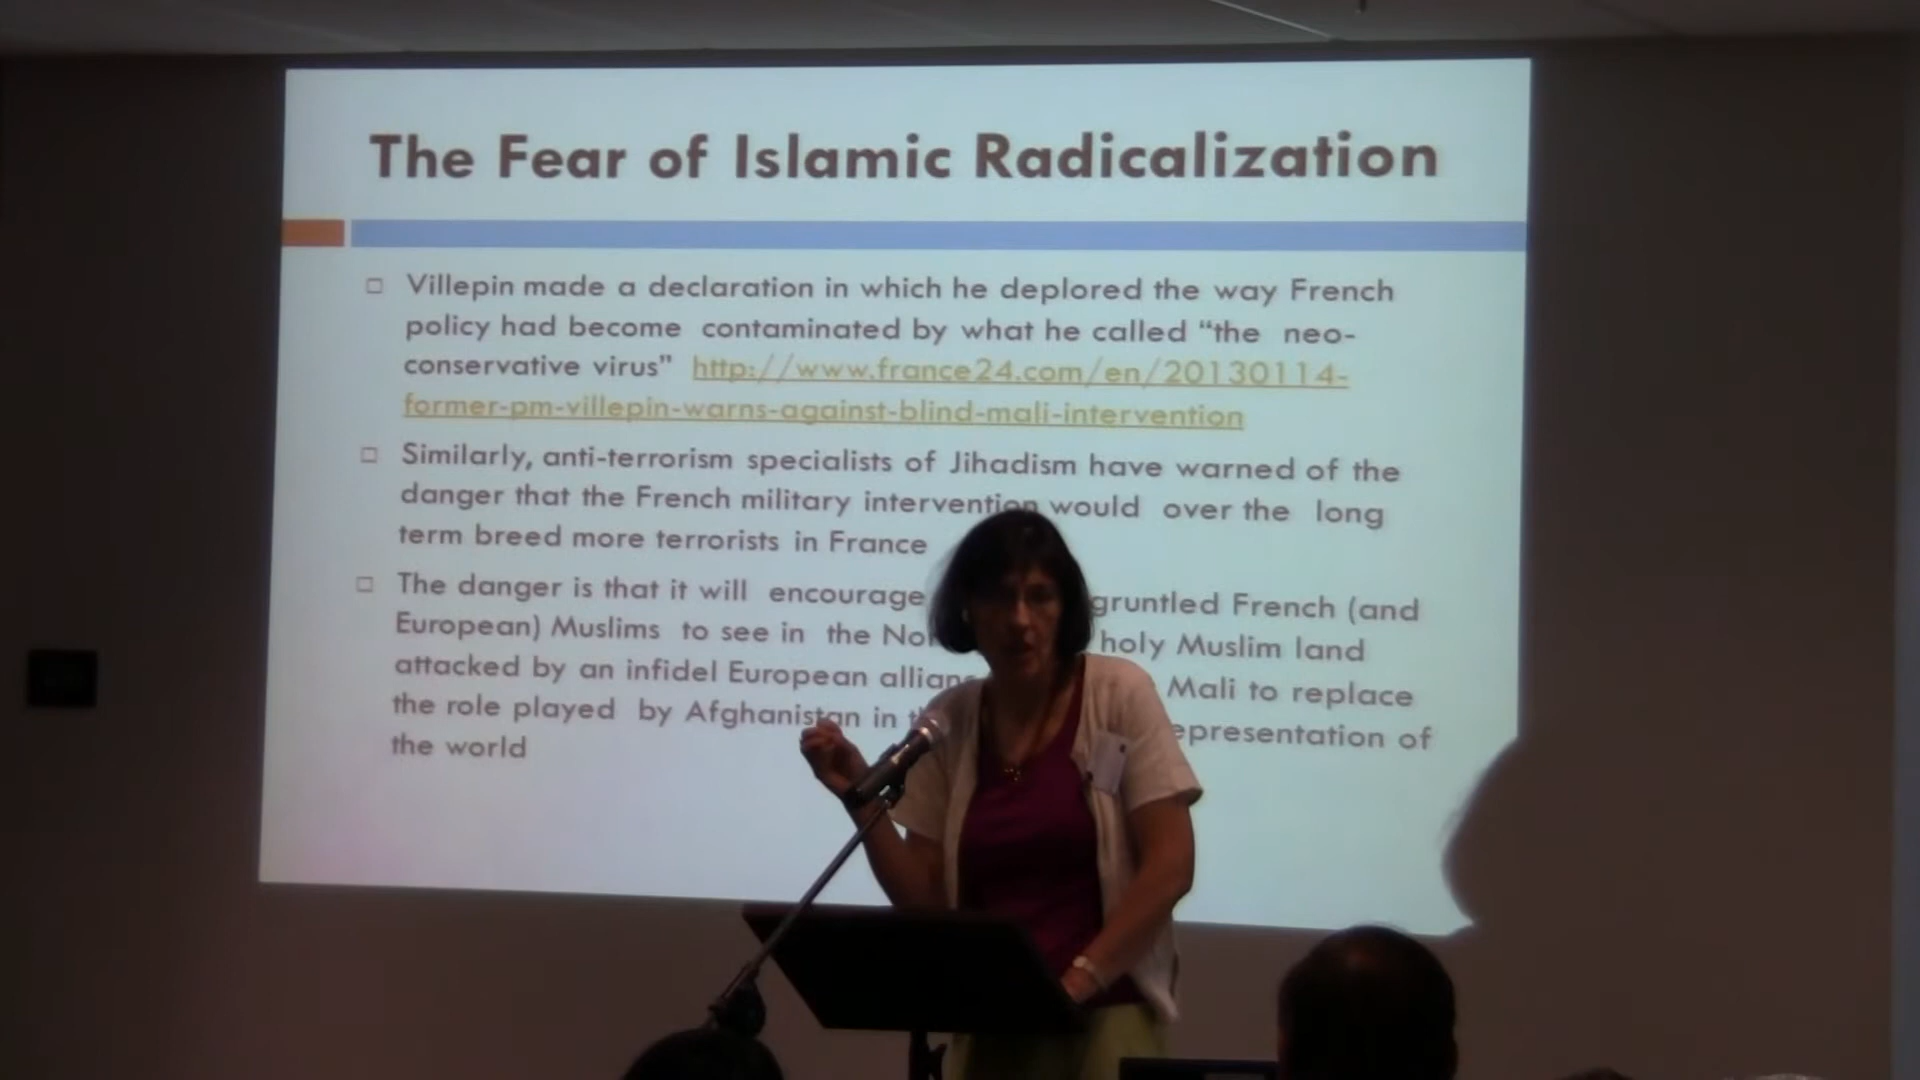 The Fear of Islamic Radicalization
Villepin made a declaration in which he deplored the way French
policy had become contaminated by what he called “the neo-
conservative virus” http://www.france24.com/en/20130114-
former-pm-villepin-warns-against-blind-mali-intervention
Similarly, anti-terrorism specialists of Jihadism have warned of the
danger that the French military intervention would over the long
term breed more terrorists in France
The danger is that it will encourage gruntled French (and
European) Muslims to see in the holy Muslim land
attacked by an infidel European Mali to replace
the role played by Afghanistan in of
the world